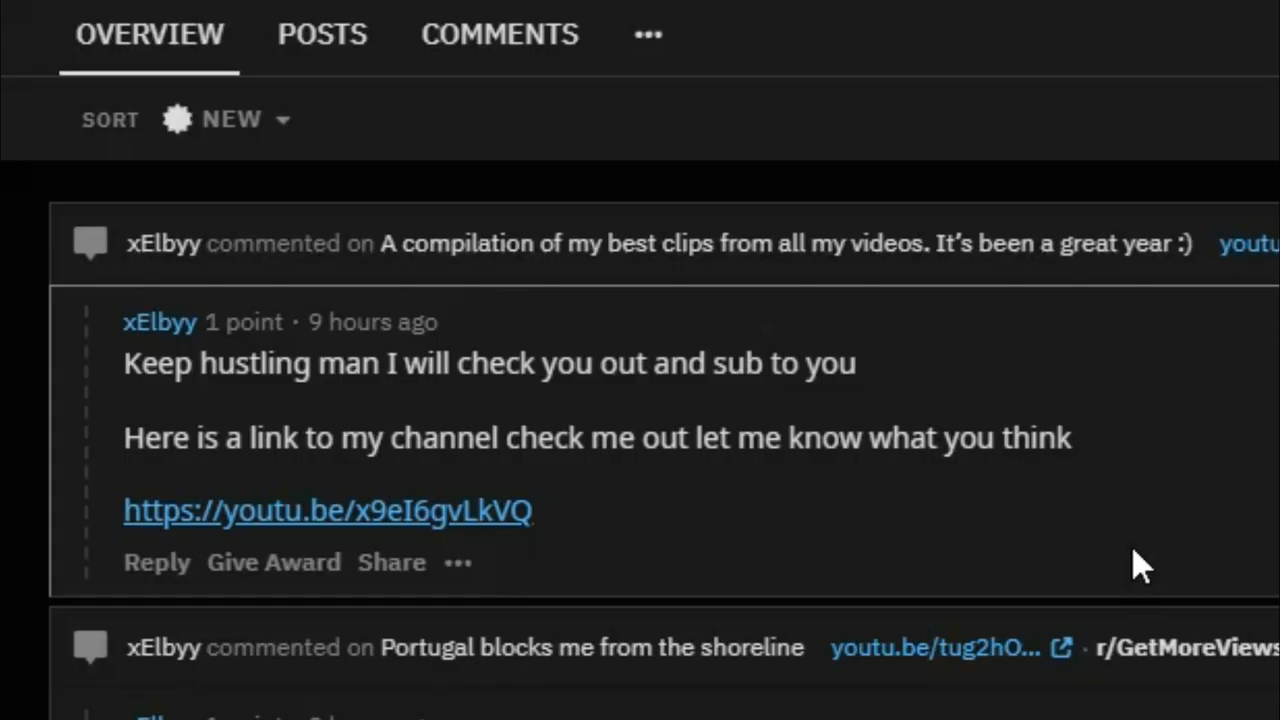 OVERVIEW POSTS COMMENTS •••
SORT NEW
xElbyy commented on A compilation of my best clips from all my videos. It's been a great year :) youtu
xElbyy 1 point · 9 hours ago
Keep hustling man I will check you out and sub to you
Here is a link to my channel check me out let me know what you think
https://youtu.be/x9eI6gvLkVQ
Reply Give Award Share •••
xElbyy commented on Portugal blocks me from the shoreline youtu.be/tug2hO... · r/GetMoreViews